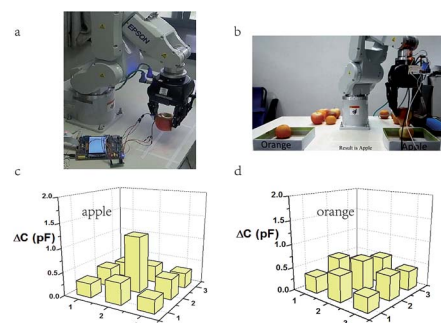 a
b
EPSON
Orange
Result is Apple
Apple
c
d
apple
orange
ΔC (pF)
2.0
1.5
1.0
0.5
0.0
1
2
3
1
2
3
ΔC (pF)
2.0
1.5
1.0
0.5
0.0
1
2
3
1
2
3